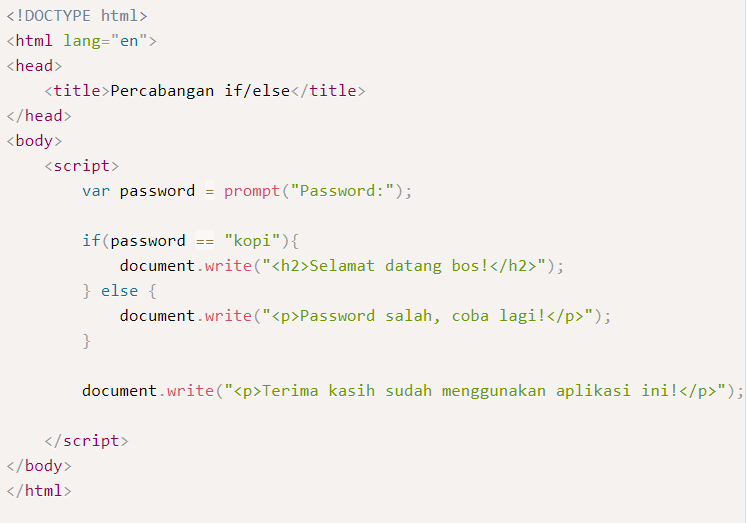 <!DOCTYPE html>
<html lang="en">
<head>
    <title>Percabangan if/else</title>
</head>
<body>
    <script>
        var password = prompt("Password:");

        if(password == "kopi"){
            document.write("<h2>Selamat datang bos!</h2>");
        } else {
            document.write("<p>Password salah, coba lagi!</p>");
        }

        document.write("<p>Terima kasih sudah menggunakan aplikasi ini!</p>");

    </script>
</body>
</html>